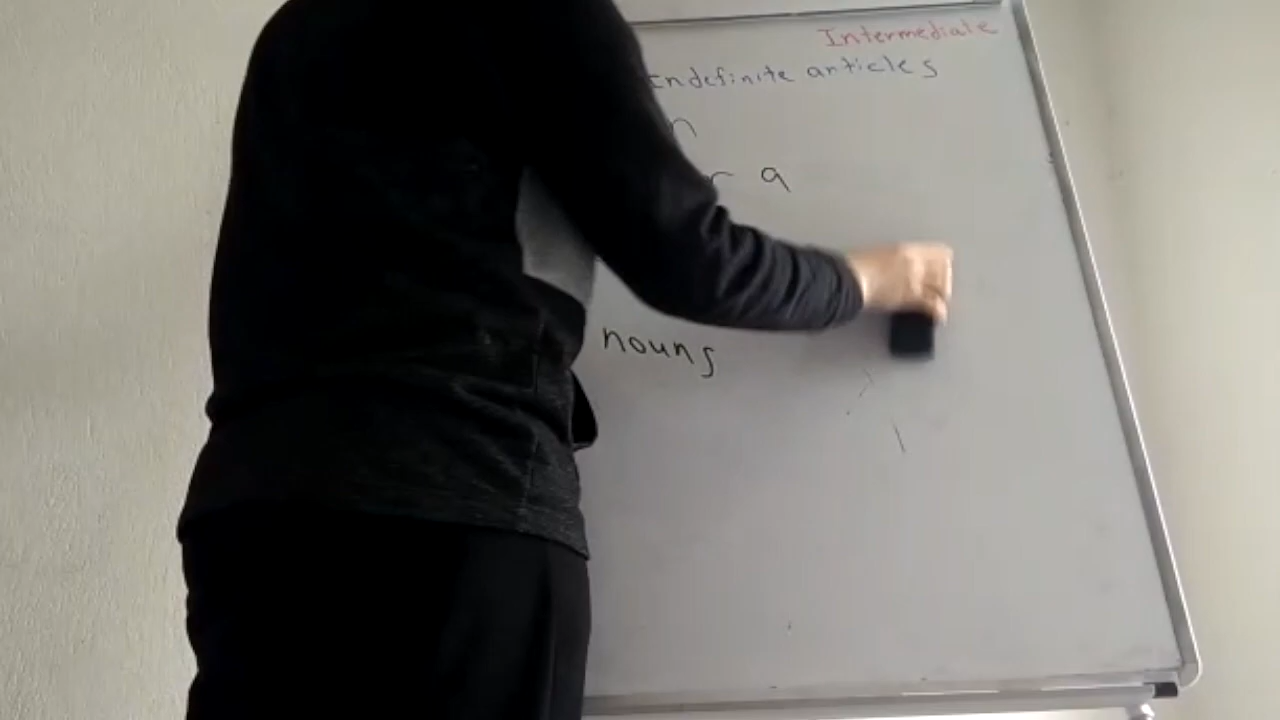 Intermediate
indefinite articles
n
r a
nouns